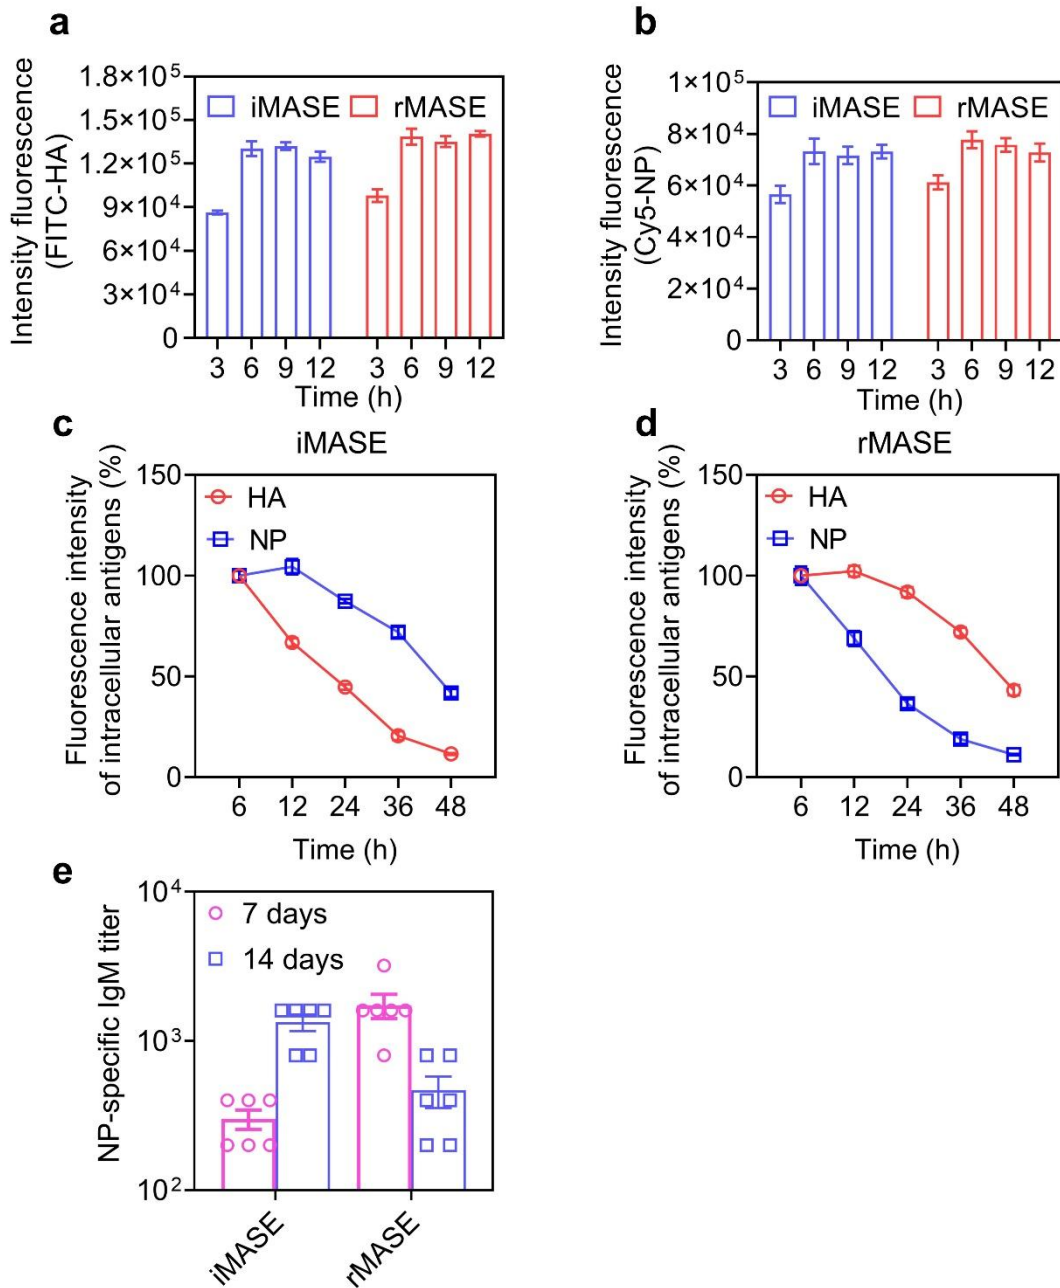 a
Intensity fluorescence
(FITC-HA)
1.8×10⁵
1.5×10⁵
1.2×10⁵
9×10⁴
6×10⁴
3×10⁴
0
iMASE rMASE
3 6 9 12 3 6 9 12
Time (h)
b
Intensity fluorescence
(Cy5-NP)
1×10⁵
8×10⁴
6×10⁴
4×10⁴
2×10⁴
0
iMASE rMASE
3 6 9 12 3 6 9 12
Time (h)
c
iMASE
Fluorescence intensity
of intracellular antigens (%)
150
100
50
0
HA
NP
6 12 24 36 48
Time (h)
d
rMASE
Fluorescence intensity
of intracellular antigens (%)
150
100
50
0
HA
NP
6 12 24 36 48
Time (h)
e
NP-specific IgM titer
10⁴
10³
10²
7 days
14 days
iMASE
rMASE